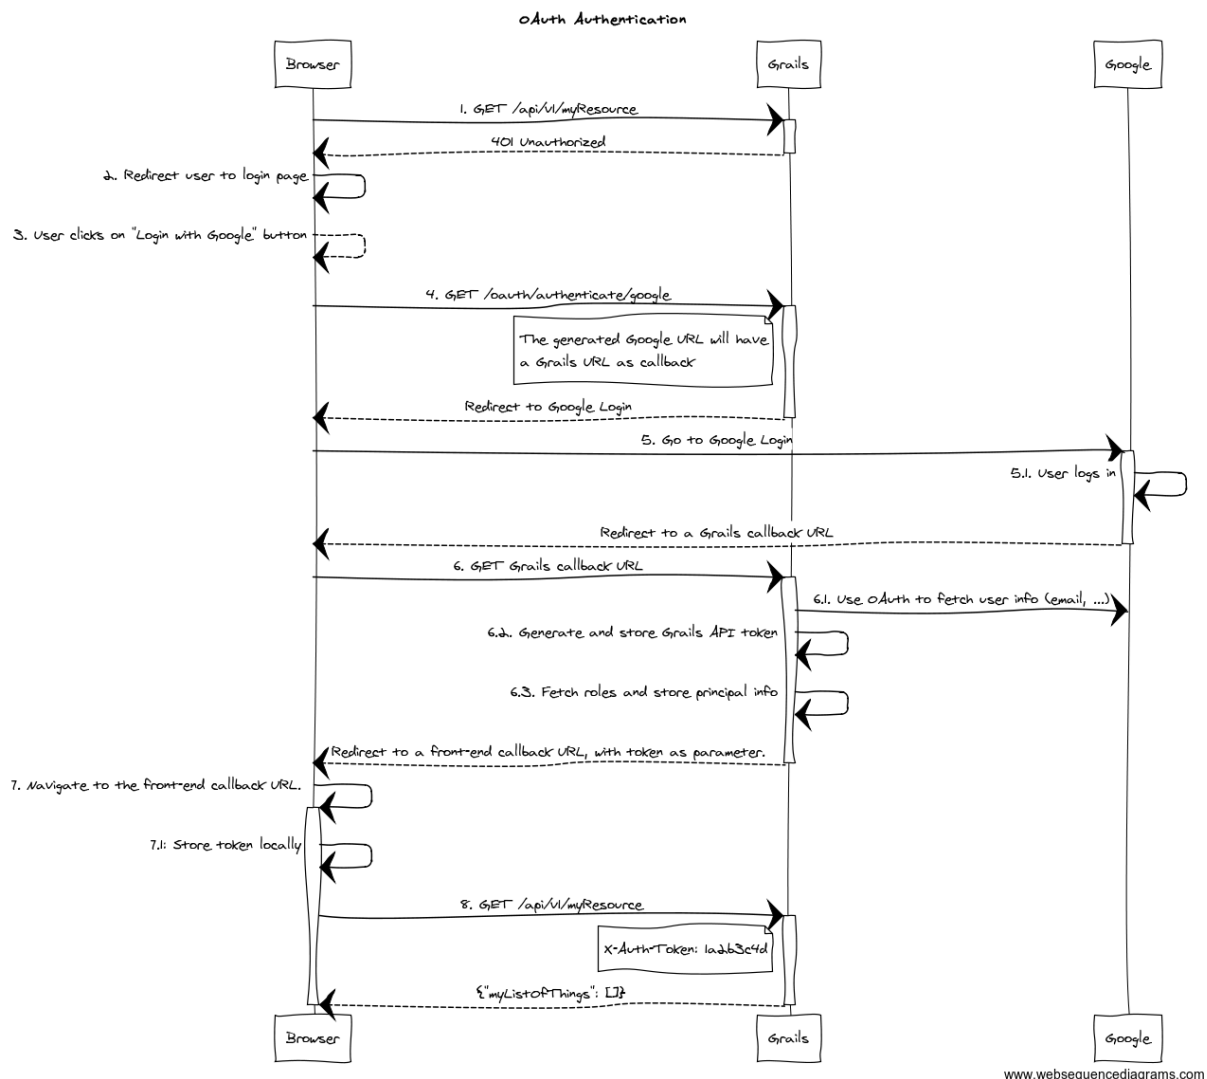 OAuth Authentication
Browser
Grails
Google
1. GET /api/v1/myResource
401 Unauthorized
2. Redirect user to login page
3. User clicks on "Login with Google" button
4. GET /oauth/authenticate/google
The generated Google URL will have
a Grails URL as callback
Redirect to Google Login
5. Go to Google Login
5.1. User logs in
Redirect to a Grails callback URL
6. GET Grails callback URL
6.1. Use OAuth to fetch user info (email, ...)
6.2. Generate and store Grails API token
6.3. Fetch roles and store principal info
Redirect to a front-end callback URL, with token as parameter.
7. Navigate to the front-end callback URL.
7.1: Store token locally
8. GET /api/v1/myResource
X-Auth-Token: 1a2b3c4d
{"myListOfThings": []}
Browser
Grails
Google
www.websequencediagrams.com